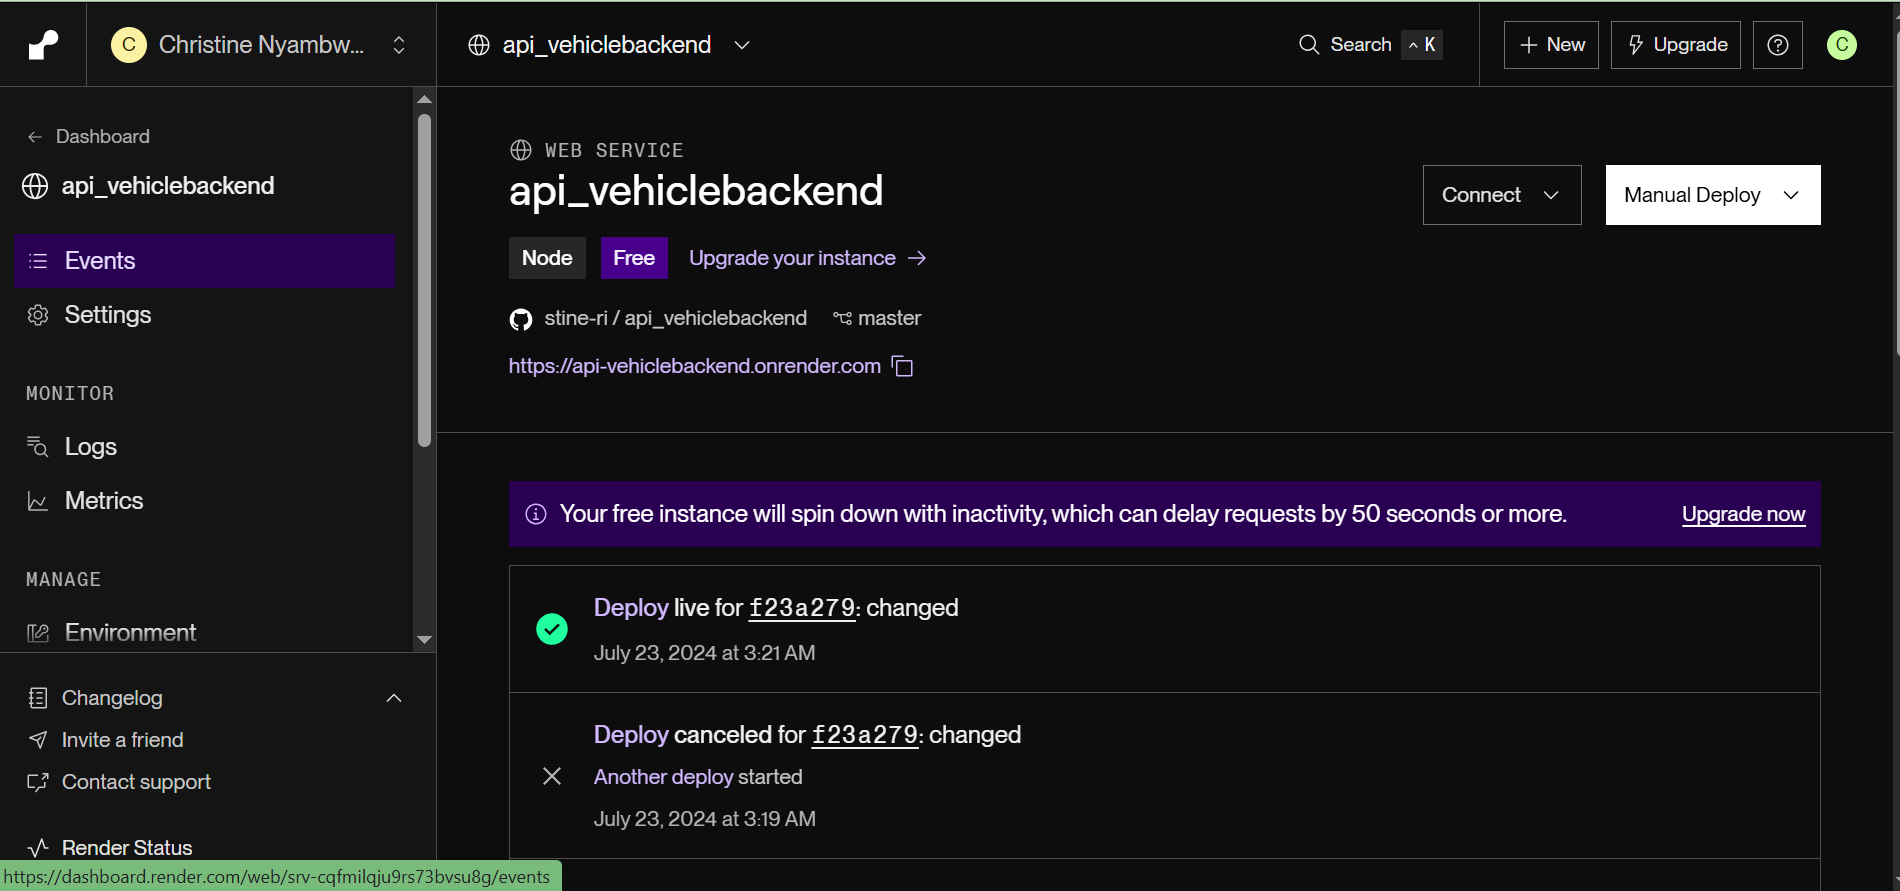 C Christine Nyambw...
api_vehiclebackend
Search ^ K
+ New
Upgrade
C
← Dashboard
api_vehiclebackend
Events
Settings
MONITOR
Logs
Metrics
MANAGE
Environment
Changelog
Invite a friend
Contact support
Render Status
https://dashboard.render.com/web/srv-cqfmilqju9rs73bvsu8g/events
WEB SERVICE
api_vehiclebackend
Connect
Manual Deploy
Node Free Upgrade your instance →
stine-ri / api_vehiclebackend master
https://api-vehiclebackend.onrender.com
Your free instance will spin down with inactivity, which can delay requests by 50 seconds or more. Upgrade now
Deploy live for f23a279: changed
July 23, 2024 at 3:21 AM
Deploy canceled for f23a279: changed
Another deploy started
July 23, 2024 at 3:19 AM